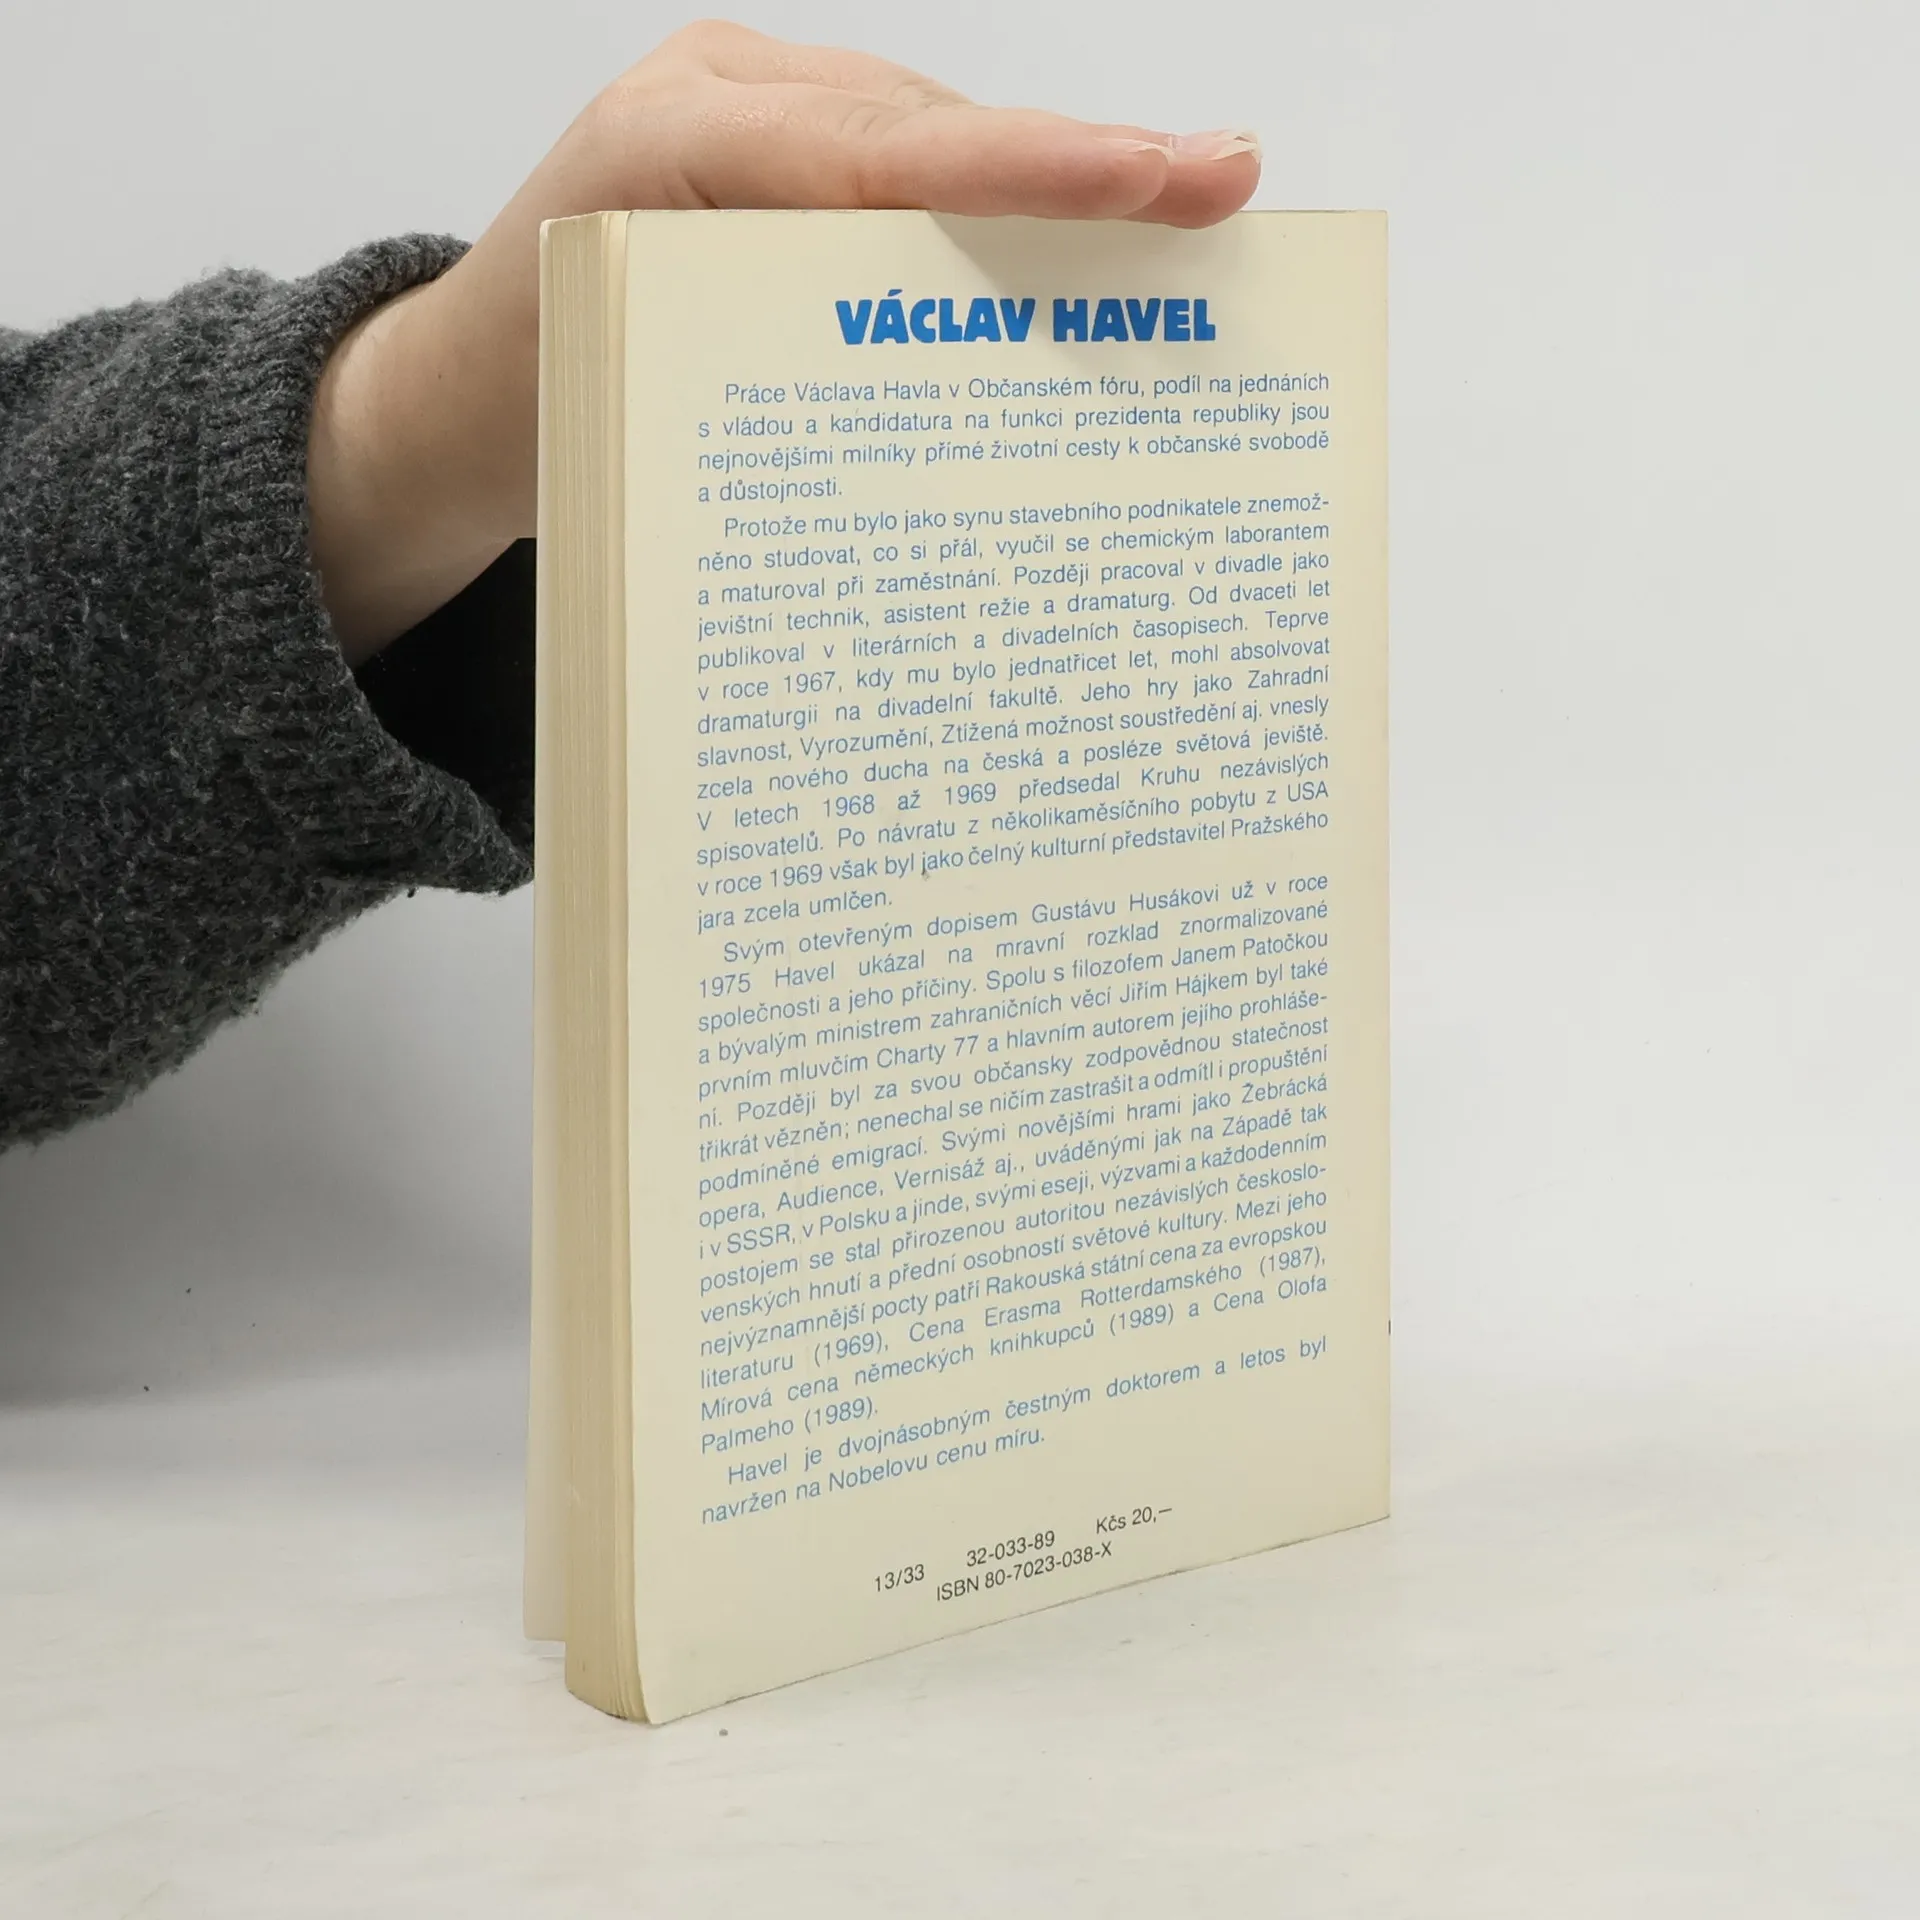 VÁCLAV HAVEL
Práce Václava Havla v Občanském fóru, podíl na jednáních
s vládou a kandidatura na funkci prezidenta republiky jsou
nejnovějšími milníky přímé životní cesty k občanské svobodě
a důstojnosti.
Protože mu bylo jako synu stavebního podnikatele znemož-
něno studovat, co si přál, vyučil se chemickým laborantem
a maturoval při zaměstnání. Později pracoval v divadle jako
jevištní technik, asistent režie a dramaturg. Od dvaceti let
publikoval v literárních a divadelních časopisech. Teprve
v roce 1967, kdy mu bylo jednatřicet let, mohl absolvovat
dramaturgii na divadelní fakultě. Jeho hry jako Zahradní
slavnost, Vyrozumění, Ztížená možnost soustředění aj. vnesly
zcela nového ducha na česká a posléze světová jeviště.
V letech 1968 až 1969 předsedal Kruhu nezávislých
spisovatelů. Po návratu z několikaměsíčního pobytu z USA
v roce 1969 však byl jako čelný kulturní představitel Pražského
jara zcela umlčen.
Svým otevřeným dopisem Gustávu Husákovi už v roce
1975 Havel ukázal na mravní rozklad znormalizované
společnosti a jeho příčiny. Spolu s filozofem Janem Patočkou
a bývalým ministrem zahraničních věcí Jiřím Hájkem byl také
prvním mluvčím Charty 77 a hlavním autorem jejího prohláše-
ní. Později byl za svou občansky zodpovědnou statečnost
třikrát vězněn; nenechal se ničím zastrašit a odmítl i propuštění
podmíněné emigrací. Svými novějšími hrami jako Žebrácká
opera, Audience, Vernisáž aj., uváděnými jak na Západě tak
i v SSSR, v Polsku a jinde, svými eseji, výzvami a každodenním
postojem se stal přirozenou autoritou nezávislých českoslo-
venských hnutí a přední osobností světové kultury. Mezi jeho
nejvýznamnější pocty patří Rakouská státní cena za evropskou
literaturu (1969), Cena Erasma Rotterdamského (1987),
Mírová cena německých knihkupců (1989) a Cena Olofa
Palmeho (1989).
Havel je dvojnásobným čestným doktorem a letos byl
navržen na Nobelovu cenu míru.
13/33 32-033-89 Kčs 20,—
ISBN 80-7023-038-X